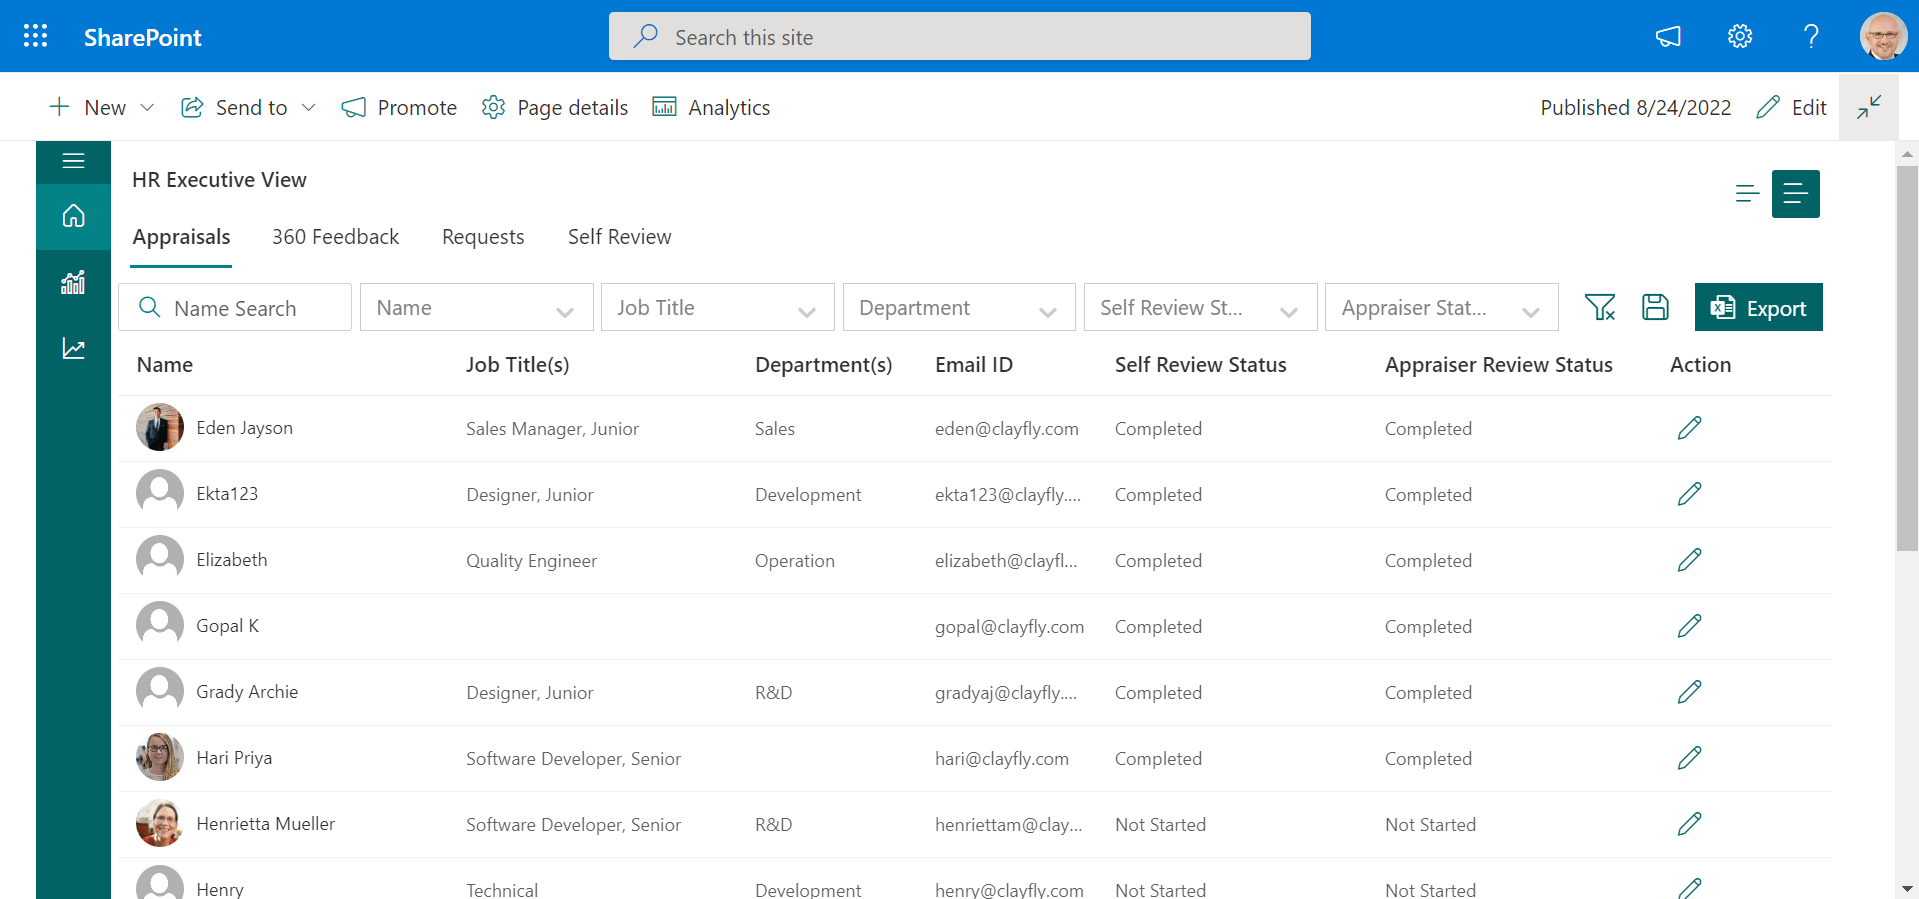 SharePoint
Search this site
?
New
Send to
Promote
Page details
Analytics
Published 8/24/2022
Edit
HR Executive View
Appraisals
360 Feedback
Requests
Self Review
Name Search
Name
Job Title
Department
Self Review St...
Appraiser Stat...
Export
Name Job Title(s) Department(s) Email ID Self Review Status Appraiser Review Status Action
Eden Jayson Sales Manager, Junior Sales eden@clayfly.com Completed Completed
Ekta123 Designer, Junior Development ekta123@clayfly.... Completed Completed
Elizabeth Quality Engineer Operation elizabeth@clayfl... Completed Completed
Gopal K gopal@clayfly.com Completed Completed
Grady Archie Designer, Junior R&D gradyaj@clayfly.... Completed Completed
Hari Priya Software Developer, Senior hari@clayfly.com Completed Completed
Henrietta Mueller Software Developer, Senior R&D henriettam@clay... Not Started Not Started
Henry Technical Development henry@clayfly.com Not Started Not Started